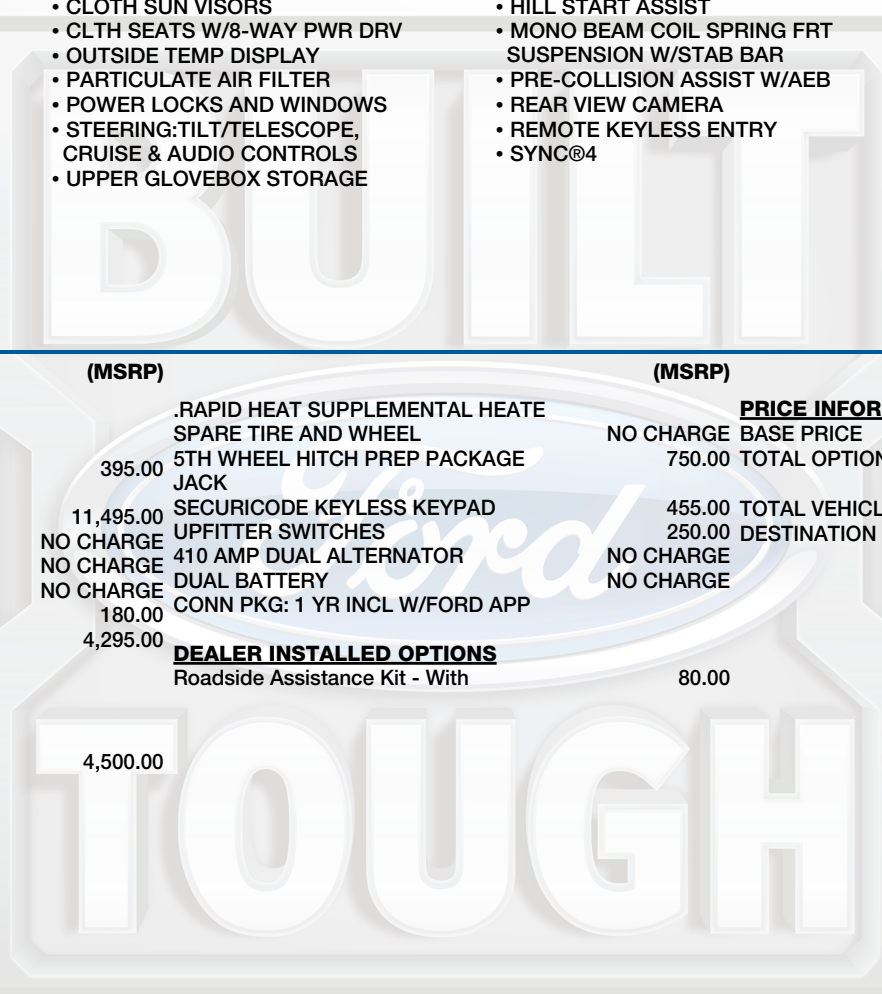 • CLOTH SUN VISORS
• CLTH SEATS W/8-WAY PWR DRV
• OUTSIDE TEMP DISPLAY
• PARTICULATE AIR FILTER
• POWER LOCKS AND WINDOWS
• STEERING:TILT/TELESCOPE,
CRUISE & AUDIO CONTROLS
• UPPER GLOVEBOX STORAGE
• HILL START ASSIST
• MONO BEAM COIL SPRING FRT
SUSPENSION W/STAB BAR
• PRE-COLLISION ASSIST W/AEB
• REAR VIEW CAMERA
• REMOTE KEYLESS ENTRY
• SYNC®4
BUILT
(MSRP)
395.00
11,495.00
NO CHARGE
NO CHARGE
NO CHARGE
180.00
4,295.00
4,500.00
(MSRP)
.RAPID HEAT SUPPLEMENTAL HEATE
SPARE TIRE AND WHEEL NO CHARGE
5TH WHEEL HITCH PREP PACKAGE 750.00
JACK
SECURICODE KEYLESS KEYPAD 455.00
UPFITTER SWITCHES 250.00
410 AMP DUAL ALTERNATOR NO CHARGE
DUAL BATTERY NO CHARGE
CONN PKG: 1 YR INCL W/FORD APP
DEALER INSTALLED OPTIONS
Roadside Assistance Kit - With 80.00
PRICE INFOR
BASE PRICE
TOTAL OPTION
TOTAL VEHICL
DESTINATION
Ford
TOUGH